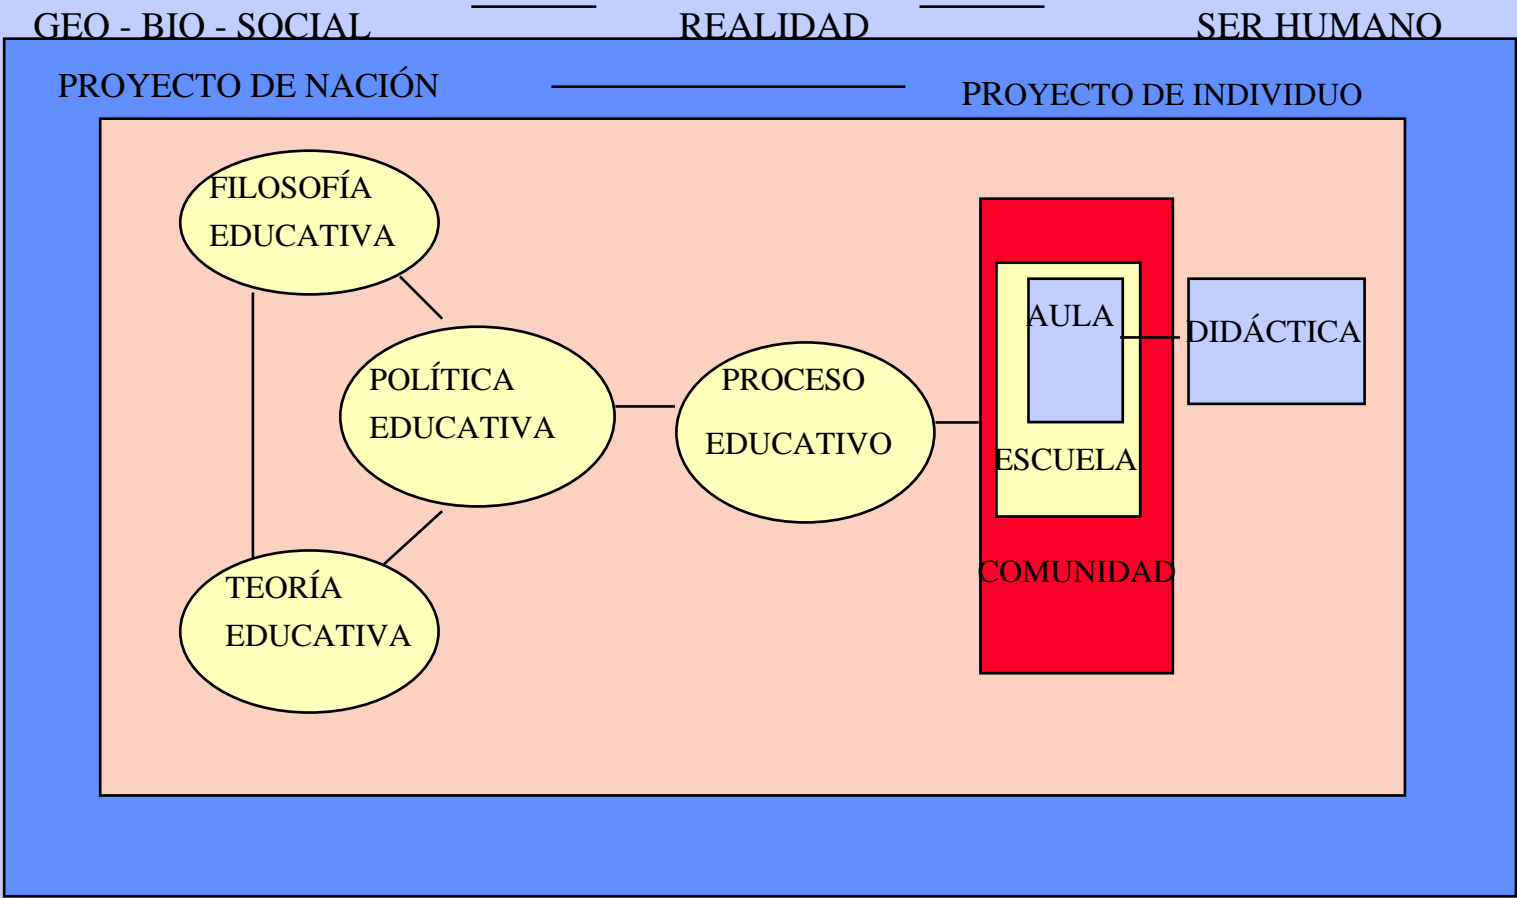 GEO - BIO - SOCIAL REALIDAD SER HUMANO
PROYECTO DE NACIÓN PROYECTO DE INDIVIDUO
FILOSOFÍA
EDUCATIVA
POLÍTICA
EDUCATIVA
TEORÍA
EDUCATIVA
PROCESO
EDUCATIVO
AULA
ESCUELA
COMUNIDAD
DIDÁCTICA